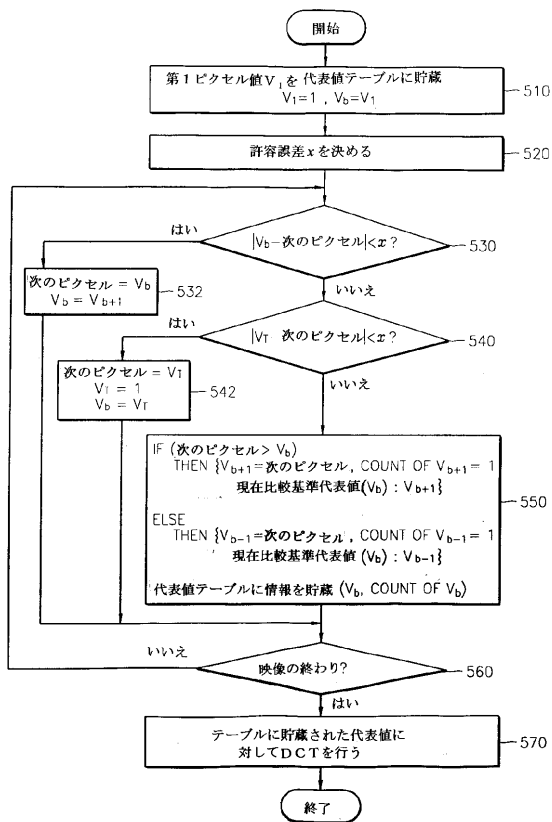 開始
第1ピクセル値V₁を代表値テーブルに貯蔵
V₁=1 , Vb=V₁
510
許容誤差xを決める
520
|Vb−次のピクセル|<x?
530
はい
いいえ
次のピクセル = Vb
Vb = Vb+1
532
|VT 次のピクセル|<x?
540
はい
いいえ
次のピクセル = VT
VT = 1
Vb = VT
542
IF (次のピクセル> Vb)
THEN {Vb+1=次のピクセル, COUNT OF Vb+1= 1
現在比較基準代表値(Vb) : Vb+1}
ELSE
THEN {Vb-1=次のピクセル, COUNT OF Vb-1= 1
現在比較基準代表値 (Vb) : Vb-1}
代表値テーブルに情報を貯蔵 (Vb, COUNT OF Vb)
550
映像の終わり?
560
いいえ
はい
テーブルに貯蔵された代表値に
対してDCTを行う
570
終了